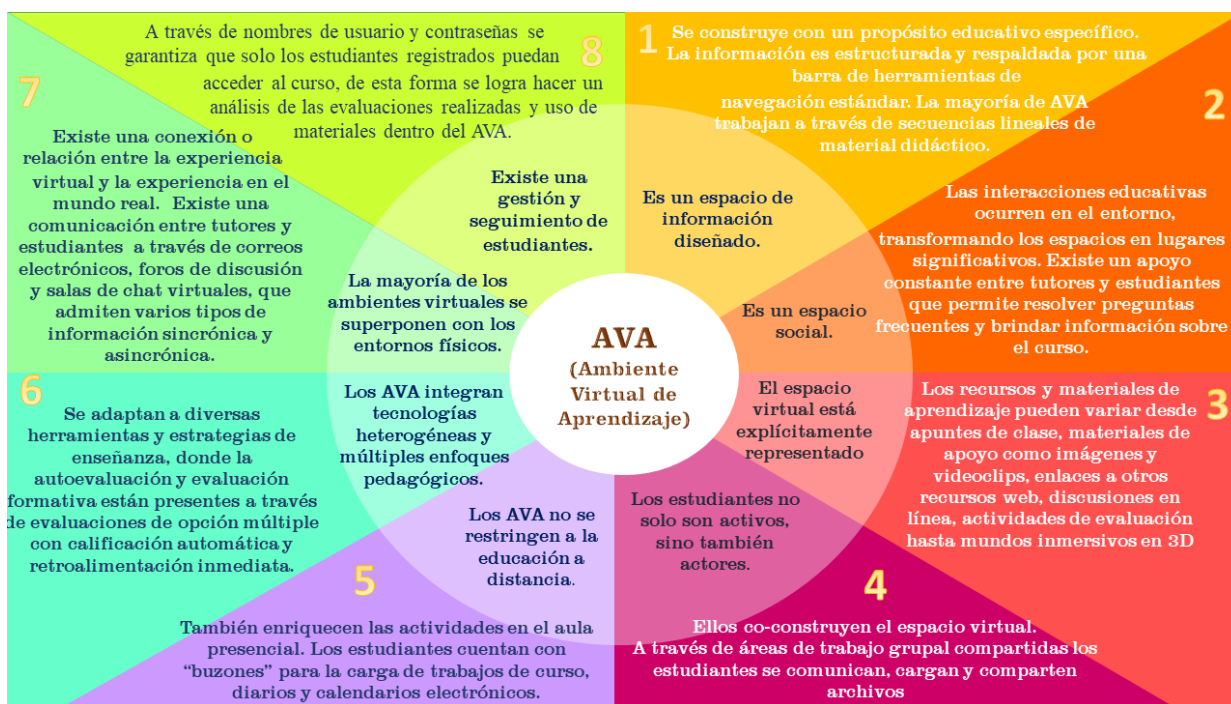 AVA
(Ambiente
Virtual de
Aprendizaje)
1
Se construye con un propósito educativo específico.
La información es estructurada y respaldada por una
barra de herramientas de
navegación estándar. La mayoría de AVA
trabajan a través de secuencias lineales de
material didáctico.
Es un espacio de
información
diseñado.
2
Las interacciones educativas
ocurren en el entorno,
transformando los espacios en lugares
significativos. Existe un apoyo
constante entre tutores y estudiantes
que permite resolver preguntas
frecuentes y brindar información sobre
el curso.
Es un espacio
social.
3
Los recursos y materiales de
aprendizaje pueden variar desde
apuntes de clase, materiales de
apoyo como imágenes y
videoclips, enlaces a otros
recursos web, discusiones en
línea, actividades de evaluación
hasta mundos inmersivos en 3D
El espacio
virtual está
explícitamente
representado
4
Ellos co-construyen el espacio virtual.
A través de áreas de trabajo grupal compartidas los
estudiantes se comunican, cargan y comparten
archivos
Los estudiantes no
solo son activos,
sino también
actores.
5
También enriquecen las actividades en el aula
presencial. Los estudiantes cuentan con
“buzones” para la carga de trabajos de curso,
diarios y calendarios electrónicos.
Los AVA no se
restringen a la
educación a
distancia.
6
Se adaptan a diversas
herramientas y estrategias de
enseñanza, donde la
autoevaluación y evaluación
formativa están presentes a través
de evaluaciones de opción múltiple
con calificación automática y
retroalimentación inmediata.
Los AVA integran
tecnologías
heterogéneas y
múltiples enfoques
pedagógicos.
7
Existe una conexión o
relación entre la experiencia
virtual y la experiencia en el
mundo real. Existe una
comunicación entre tutores y
estudiantes a través de correos
electrónicos, foros de discusión
y salas de chat virtuales, que
admiten varios tipos de
información sincrónica y
asincrónica.
La mayoría de los
ambientes virtuales se
superponen con los
entornos físicos.
8
A través de nombres de usuario y contraseñas se
garantiza que solo los estudiantes registrados puedan
acceder al curso, de esta forma se logra hacer un
análisis de las evaluaciones realizadas y uso de
materiales dentro del AVA.
Existe una
gestión y
seguimiento de
estudiantes.